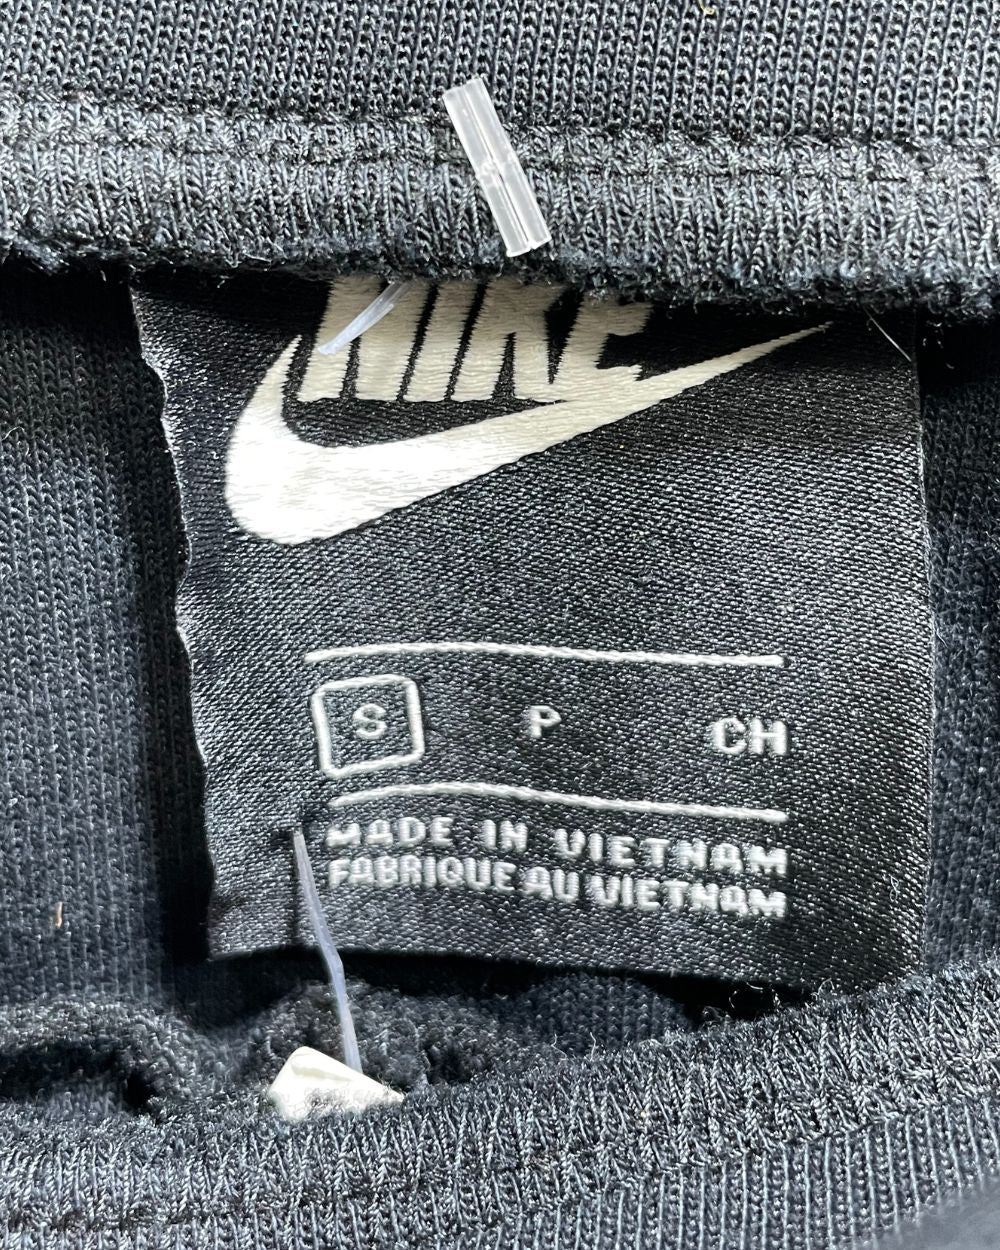 NIKE
S P CH
MADE IN VIETNAM
FABRIQUE AU VIETNAM